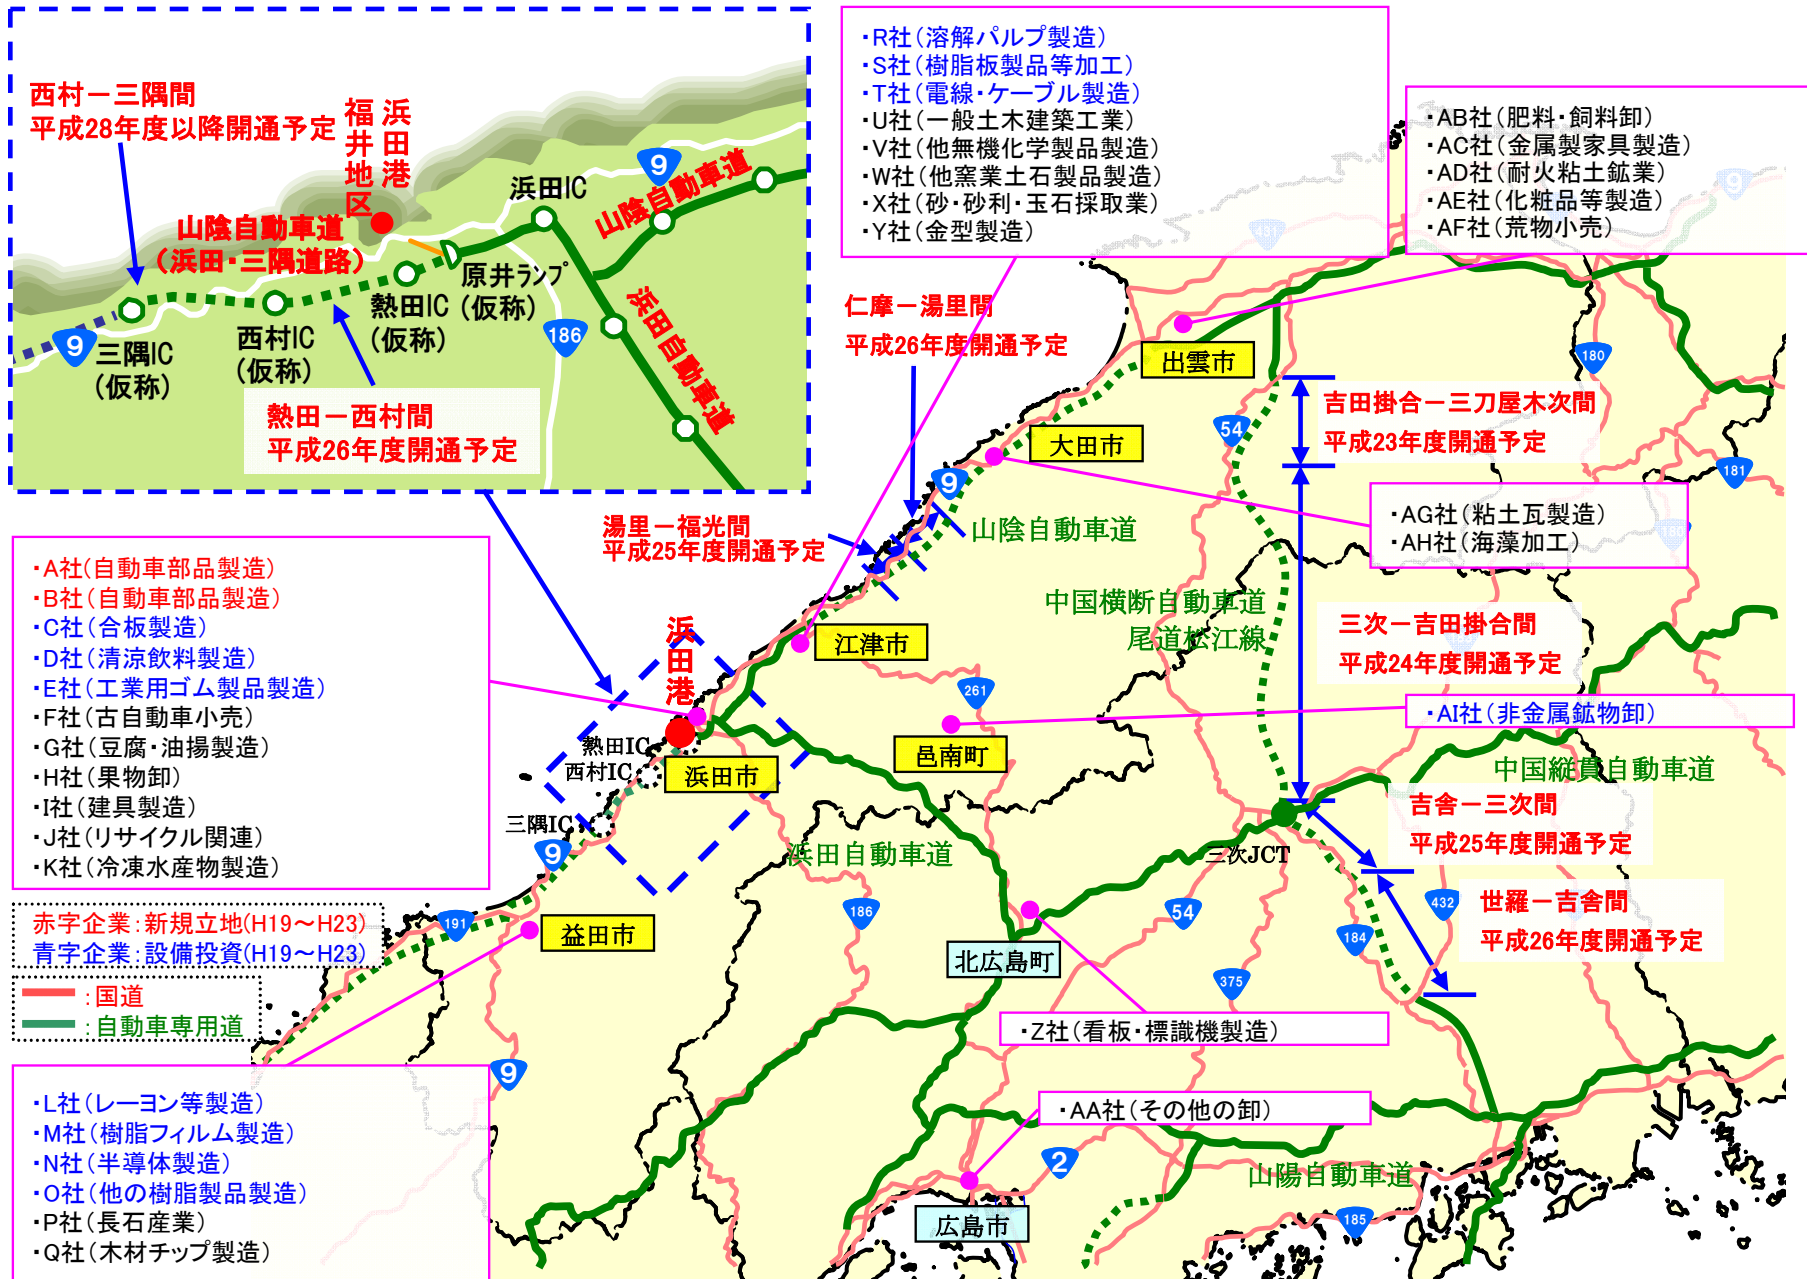 西村－三隅間
平成28年度以降開通予定
浜田港
福井地区
山陰自動車道
（浜田・三隅道路）
浜田IC
9
山陰自動車道
原井ランプ
(仮称)
熱田IC
(仮称)
西村IC
(仮称)
三隅IC
(仮称)
9
186
浜田自動車道
熱田－西村間
平成26年度開通予定
・R社（溶解パルプ製造）
・S社（樹脂板製品等加工）
・T社（電線・ケーブル製造）
・U社（一般土木建築工業）
・V社（他無機化学製品製造）
・W社（他窯業土石製品製造）
・X社（砂・砂利・玉石採取業）
・Y社（金型製造）
・AB社（肥料・飼料卸）
・AC社（金属製家具製造）
・AD社（耐火粘土鉱業）
・AE社（化粧品等製造）
・AF社（荒物小売）
431
9
仁摩－湯里間
平成26年度開通予定
出雲市
180
54
吉田掛合－三刀屋木次間
平成23年度開通予定
大田市
9
181
山陰自動車道
湯里－福光間
平成25年度開通予定
・AG社（粘土瓦製造）
・AH社（海藻加工）
180
・A社（自動車部品製造）
・B社（自動車部品製造）
・C社（合板製造）
・D社（清涼飲料製造）
・E社（工業用ゴム製品製造）
・F社（古自動車小売）
・G社（豆腐・油揚製造）
・H社（果物卸）
・I社（建具製造）
・J社（リサイクル関連）
・K社（冷凍水産物製造）
中国横断自動車道
尾道松江線
三次－吉田掛合間
平成24年度開通予定
浜田港
江津市
261
・AI社（非金属鉱物卸）
邑南町
熱田IC
西村IC
浜田市
三隅IC
中国縦貫自動車道
吉舎－三次間
平成25年度開通予定
三次JCT
浜田自動車道
9
赤字企業：新規立地(H19～H23)
青字企業：設備投資(H19～H23)
：国道
：自動車専用道
191
益田市
186
54
432
184
世羅－吉舎間
平成26年度開通予定
北広島町
375
・Z社（看板・標識機製造）
9
・L社（レーヨン等製造）
・M社（樹脂フィルム製造）
・N社（半導体製造）
・O社（他の樹脂製品製造）
・P社（長石産業）
・Q社（木材チップ製造）
・AA社（その他の卸）
2
山陽自動車道
広島市
185